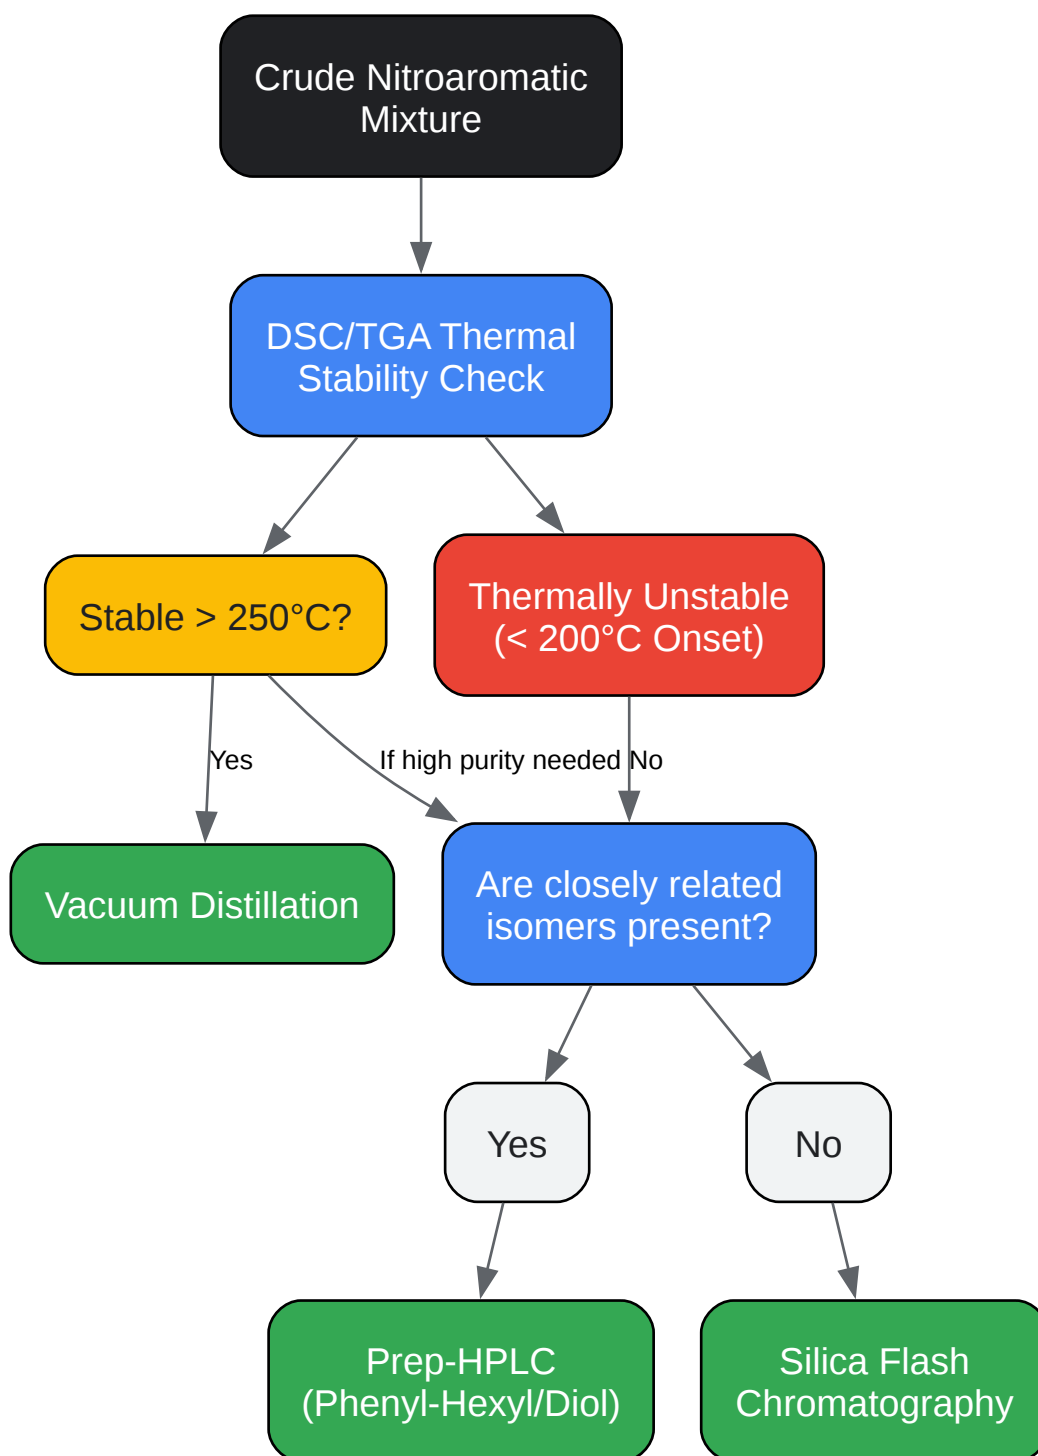 Crude Nitroaromatic
Mixture
DSC/TGA Thermal
Stability Check
Stable > 250°C?
Thermally Unstable
(< 200°C Onset)
Yes
If high purity needed
No
Vacuum Distillation
Are closely related
isomers present?
Yes
No
Prep-HPLC
(Phenyl-Hexyl/Diol)
Silica Flash
Chromatography